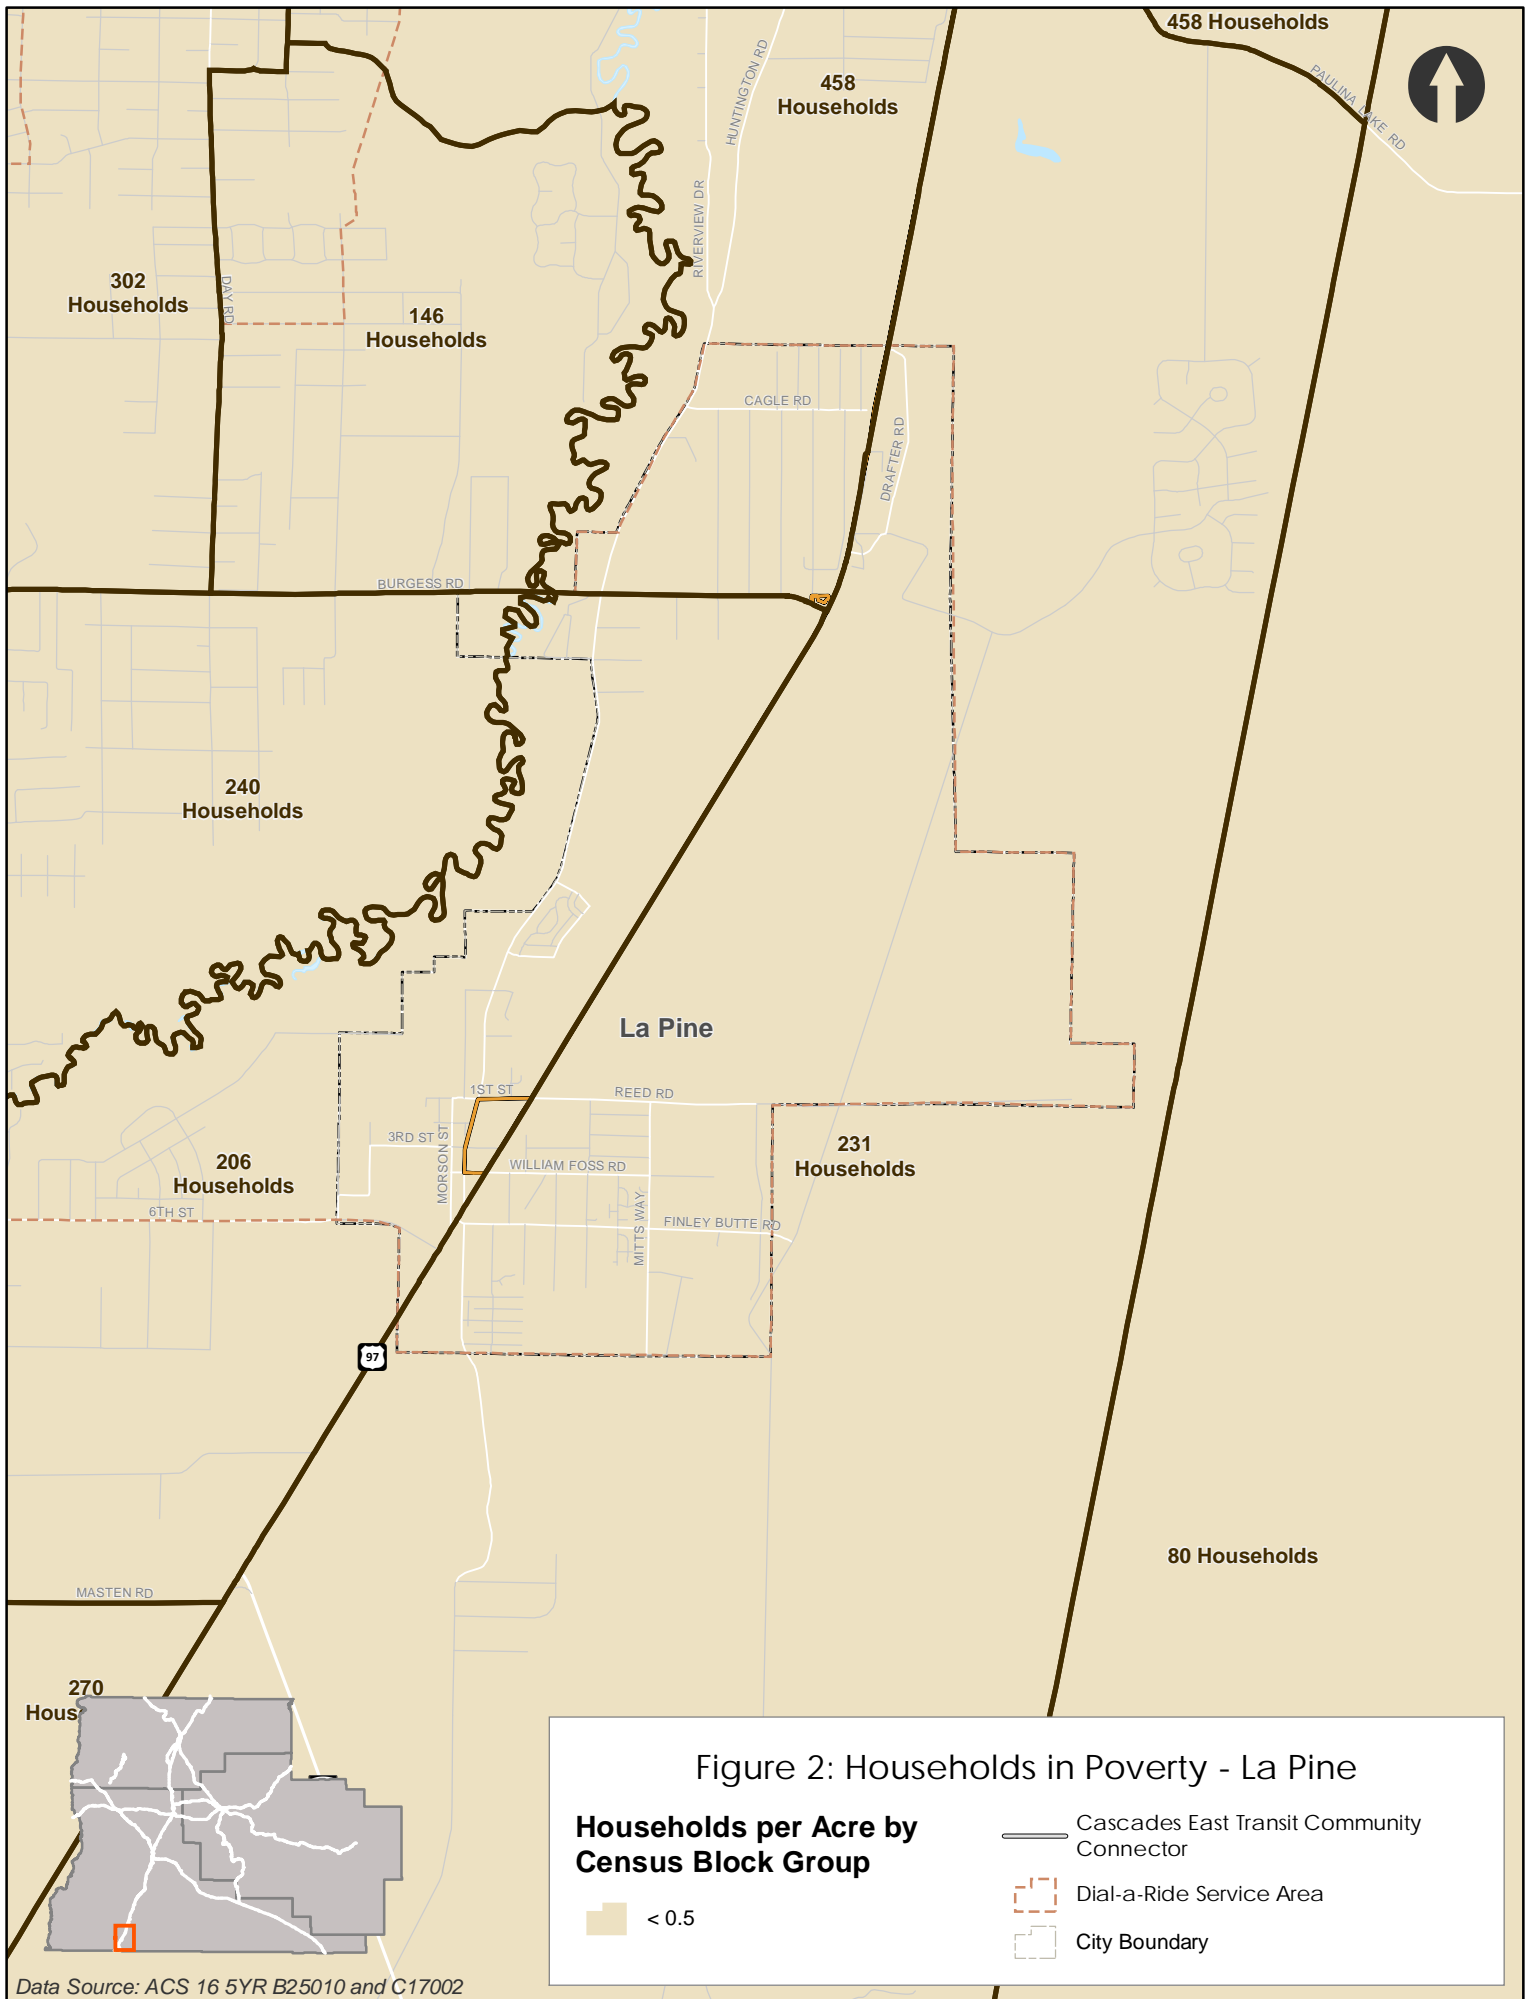 458 Households
PAULINA LAKE RD
HUNTINGTON RD
458
Households
RIVERVIEW DR
302
Households
DAY RD
146
Households
CAGLE RD
DRAFTER RD
BURGESS RD
240
Households
La Pine
1ST ST
REED RD
3RD ST
MORSON ST
WILLIAM FOSS RD
231
Households
206
Households
6TH ST
MITTS WAY
FINLEY BUTTE RD
97
80 Households
MASTEN RD
270
Hous
Figure 2: Households in Poverty - La Pine
Households per Acre by
Census Block Group
< 0.5
Cascades East Transit Community
Connector
Dial-a-Ride Service Area
City Boundary
Data Source: ACS 16 5YR B25010 and C17002